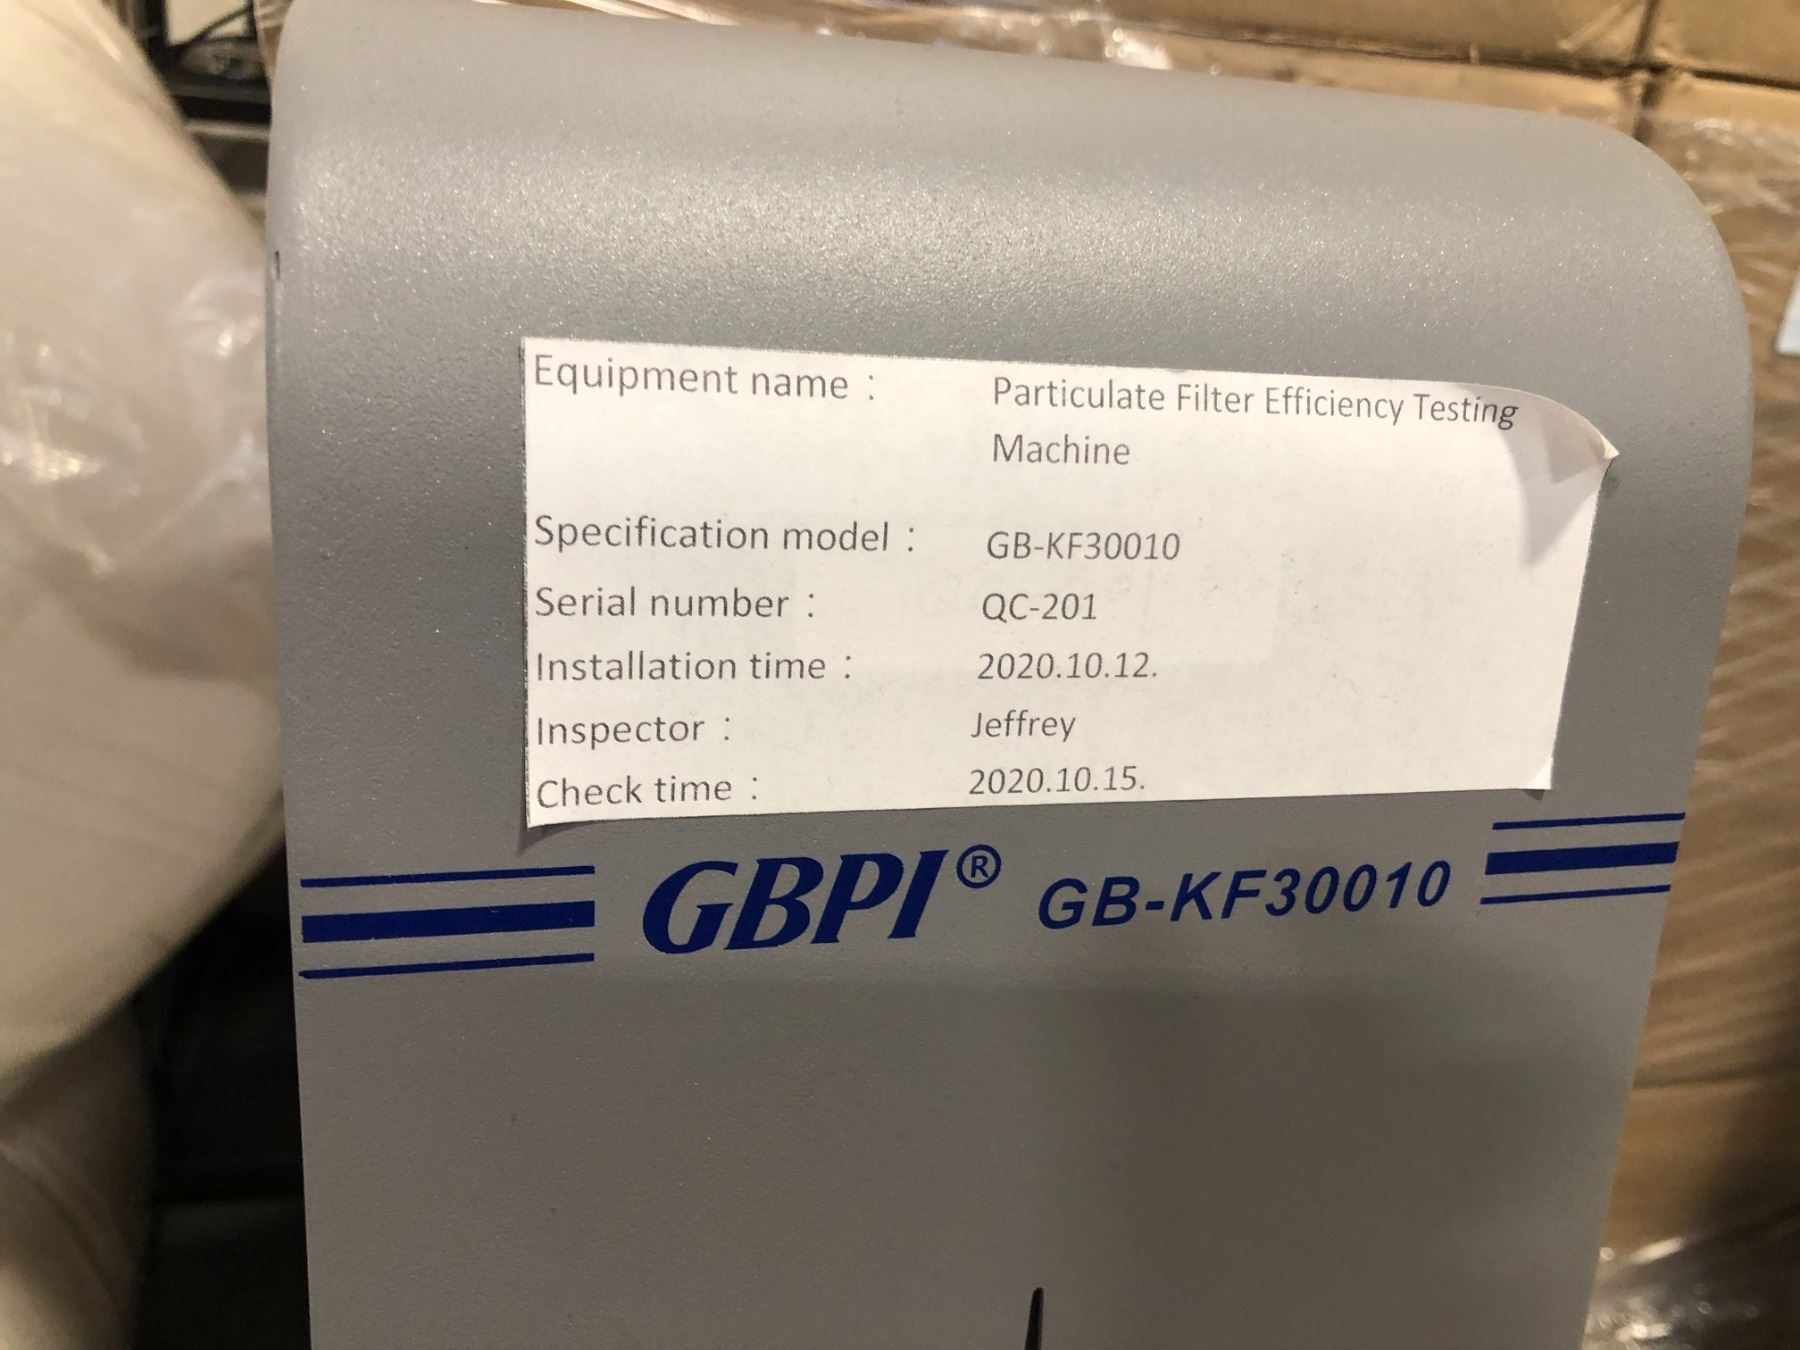 Equipment name： Particulate Filter Efficiency Testing
Machine
Specification model： GB-KF30010
Serial number： QC-201
Installation time： 2020.10.12.
Inspector： Jeffrey
Check time： 2020.10.15.
GBPI® GB-KF30010